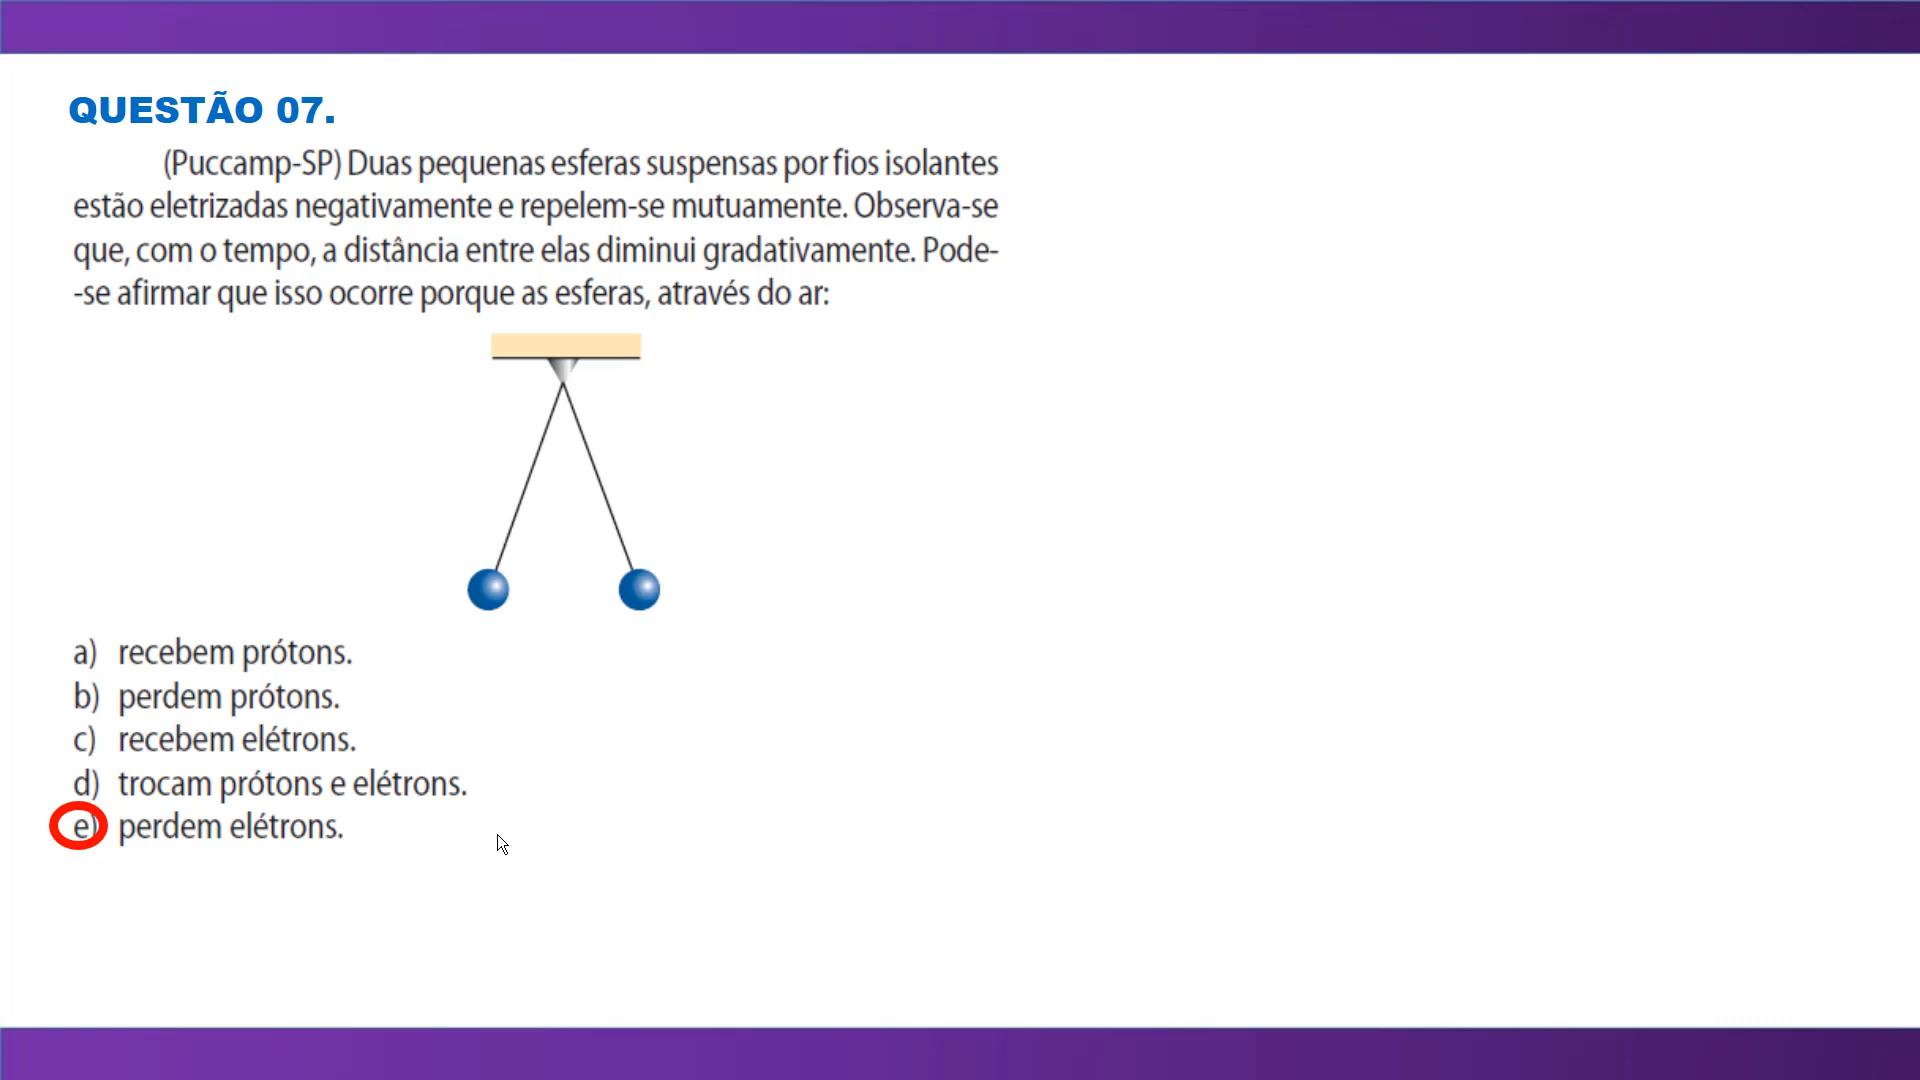 QUESTÃO 07.
(Puccamp-SP) Duas pequenas esferas suspensas por fios isolantes
estão eletrizadas negativamente e repelem-se mutuamente. Observa-se
que, com o tempo, a distância entre elas diminui gradativamente. Pode-
-se afirmar que isso ocorre porque as esferas, através do ar:
a) recebem prótons.
b) perdem prótons.
c) recebem elétrons.
d) trocam prótons e elétrons.
e) perdem elétrons.